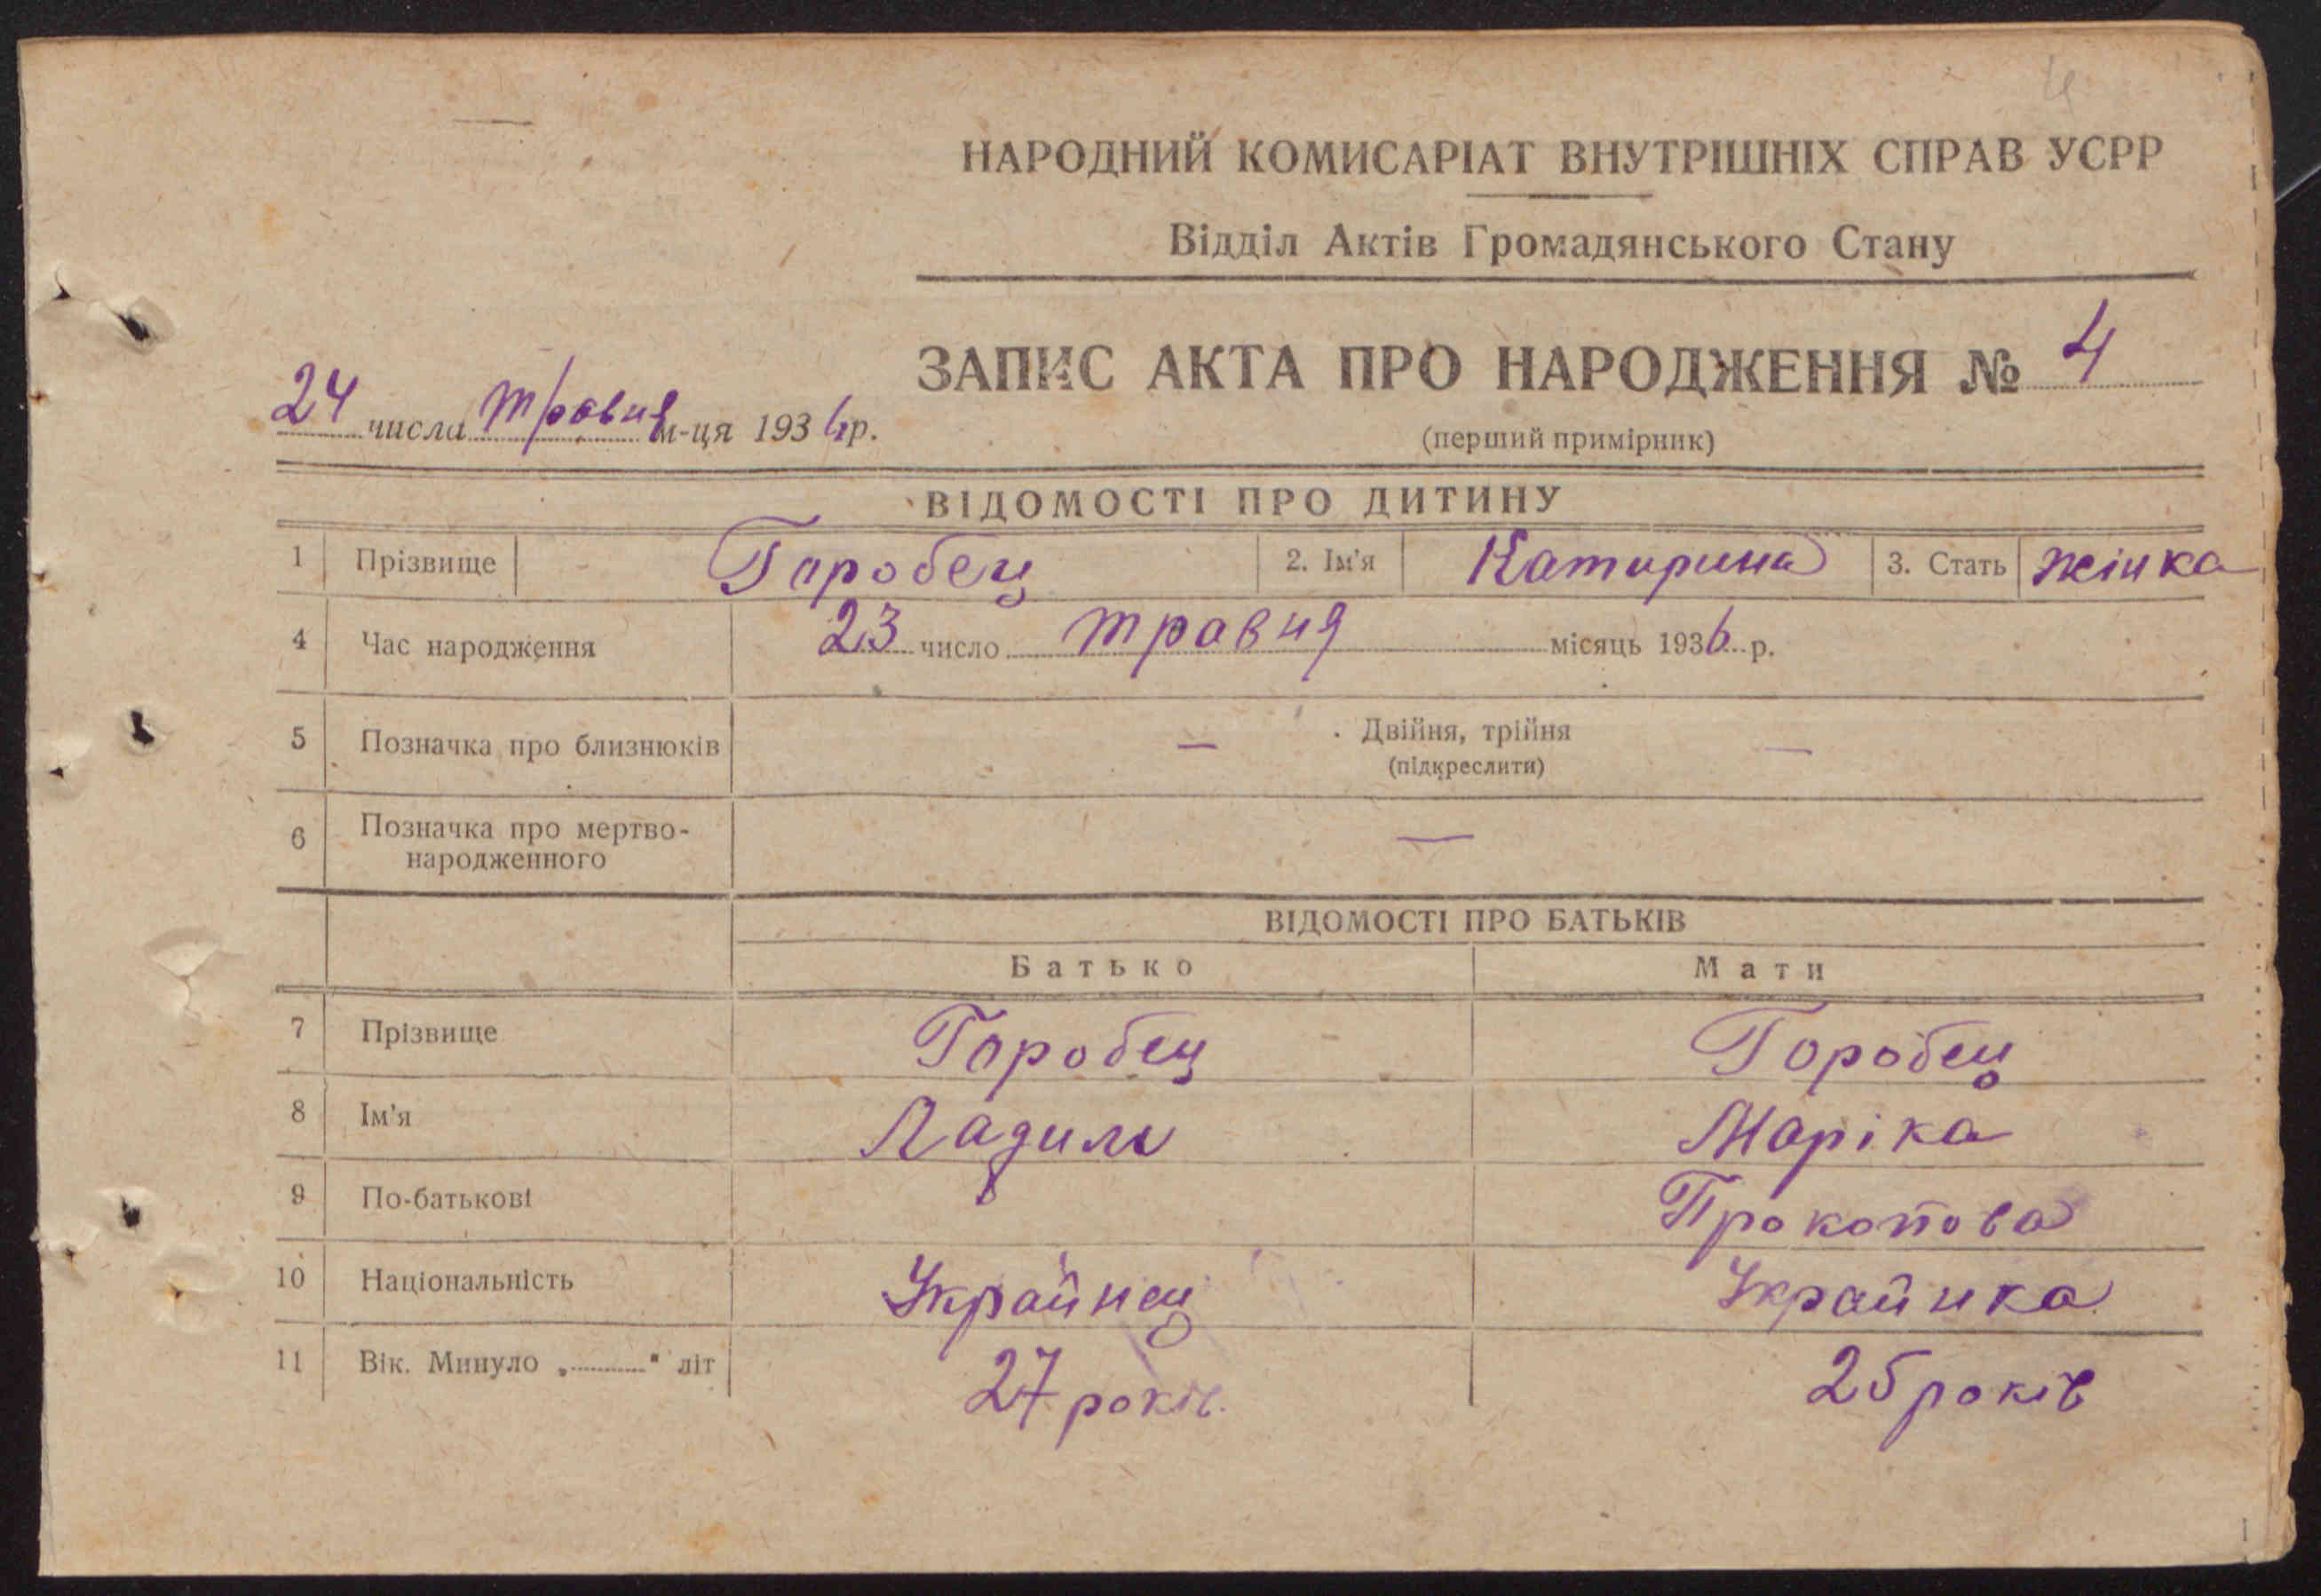 4
НАРОДНИЙ КОМИСАРІАТ ВНУТРІШНІХ СПРАВ УСРР
Відділ Актів Громадянського Стану
ЗАПИС АКТА ПРО НАРОДЖЕННЯ № 4
24 числа травня м-ця 1936 р.
(перший примірник)
ВІДОМОСТІ ПРО ДИТИНУ
1 Прізвище Горобец 2. Ім'я Катирина 3. Стать жінка
4 Час народження 23 число травня місяць 1936 р.
5 Позначка про близнюків — Двійня, трійня —
(підкреслити)
6 Позначка про мертво-
народженного —
ВІДОМОСТІ ПРО БАТЬКІВ
Батько Мати
7 Прізвище Горобец Горобец
8 Ім'я Маріка
9 По-батькові Прокопова
10 Національність Українец Українка
11 Вік. Минуло „ " літ 27 років. 25 років